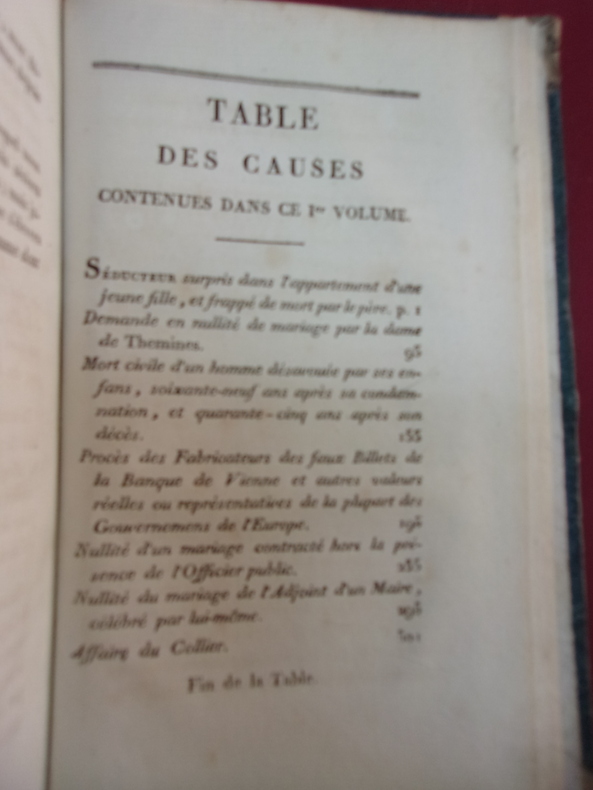 TABLE
DES CAUSES
CONTENUES DANS CE Ier VOLUME.
SÉDUCTEUR surpris dans l'appartement d'une
jeune fille, et frappé de mort par le père. p. 1
Demande en nullité de mariage par la dame
de Themines. 95
Mort civile d'un homme désavouée par ses en-
fans, soixante-neuf ans après sa condam-
nation, et quarante-cinq ans après son
décès. 155
Procès des Fabricateurs des faux Billets de
la Banque de Vienne et autres valeurs
réelles ou représentatives de la plupart des
Gouvernemens de l'Europe.
Nullité d'un mariage contracté hors la pré-
sence de l'Officier public.
Nullité du mariage de l'Adjoint d'un Maire,
célébré par lui-même.
Affaire du Collier.
Fin de la Table.